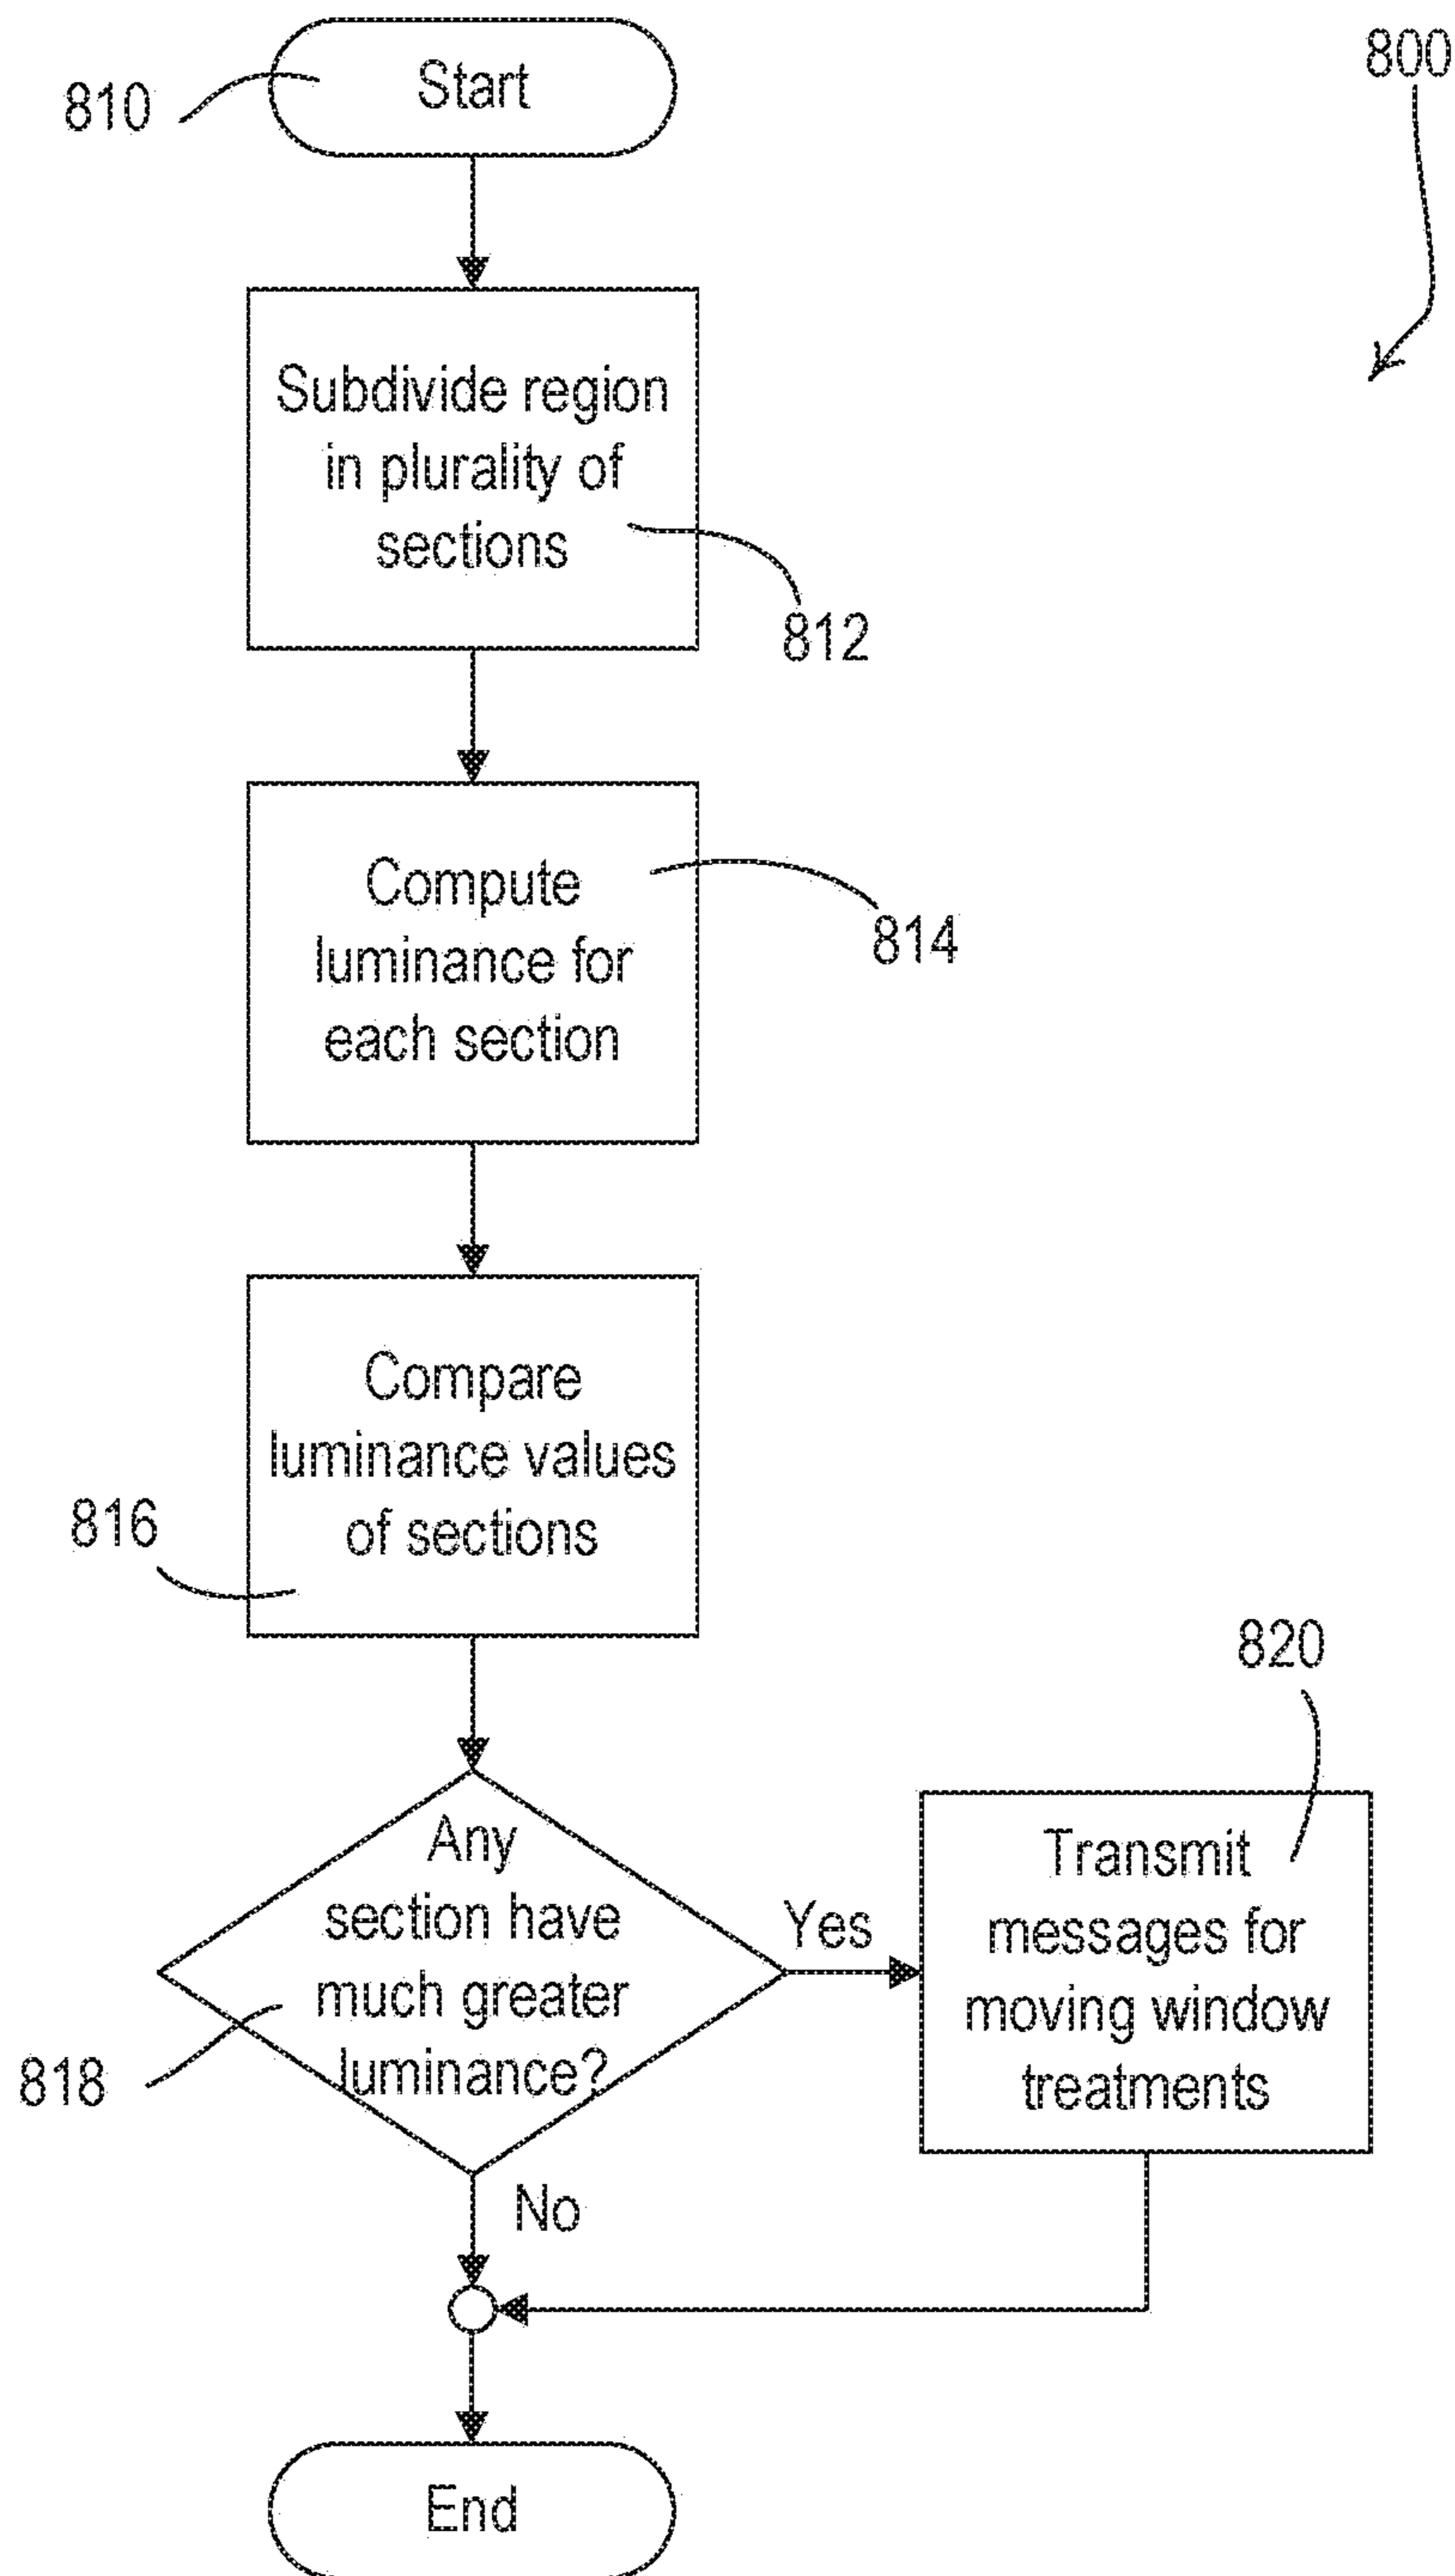 800
810
Start
Subdivide region
in plurality of
sections
812
Compute
luminance for
each section
814
Compare
luminance values
of sections
816
820
Any
section have
much greater
luminance?
818
Yes
Transmit
messages for
moving window
treatments
No
End